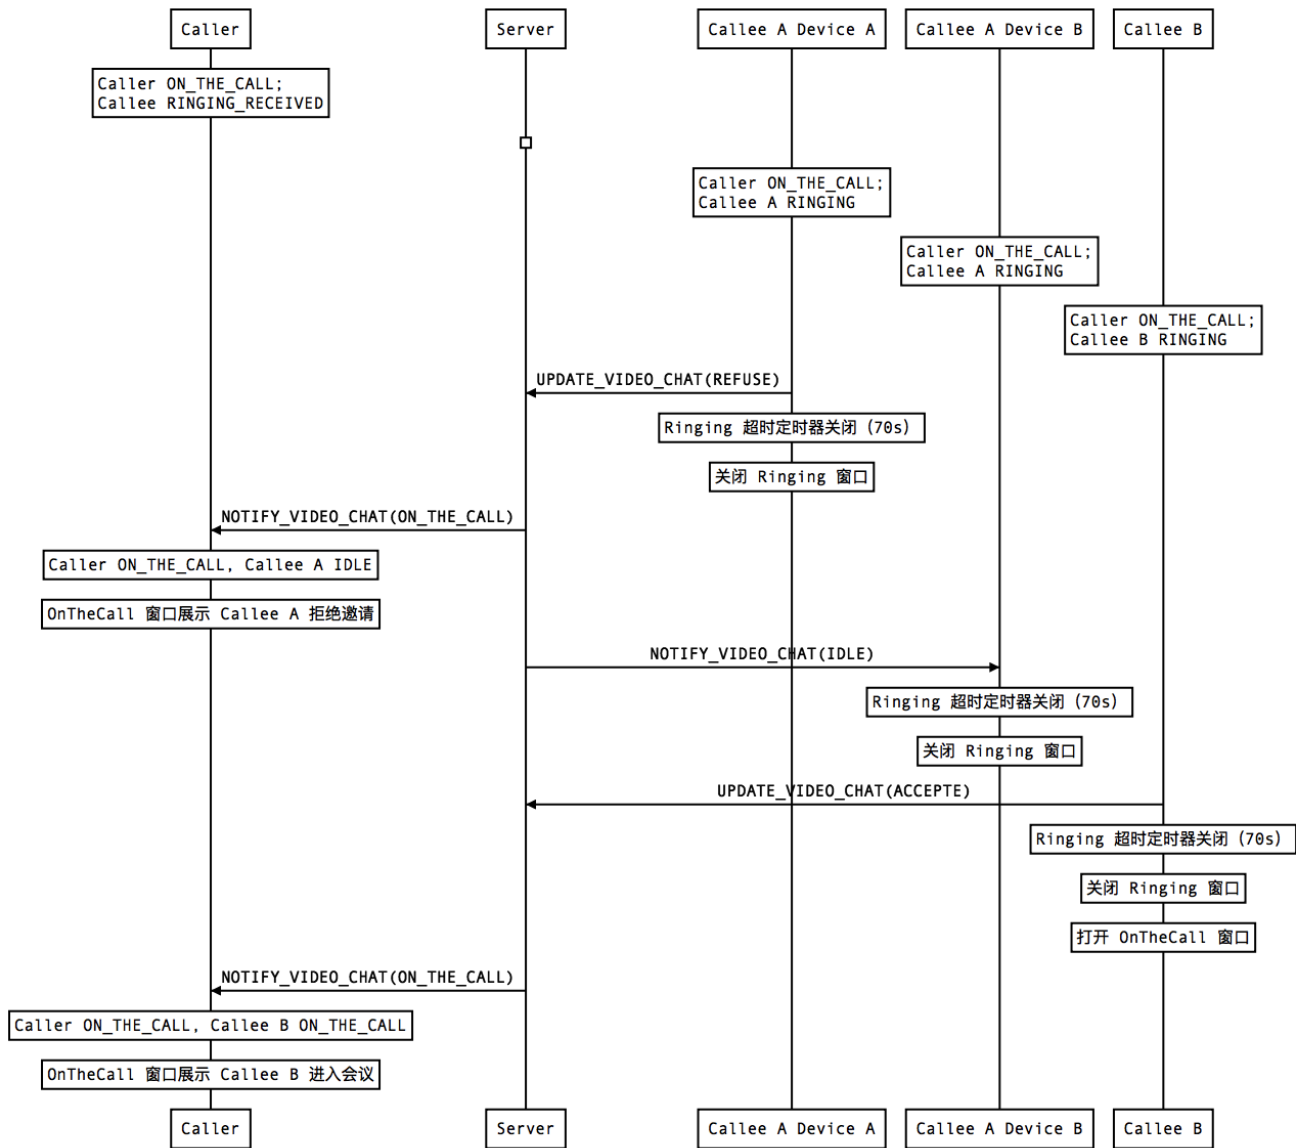 Caller
Server
Callee A Device A
Callee A Device B
Callee B
Caller ON_THE_CALL;
Callee RINGING_RECEIVED
Caller ON_THE_CALL;
Callee A RINGING
Caller ON_THE_CALL;
Callee A RINGING
Caller ON_THE_CALL;
Callee B RINGING
UPDATE_VIDEO_CHAT(REFUSE)
Ringing 超时定时器关闭（70s）
关闭 Ringing 窗口
NOTIFY_VIDEO_CHAT(ON_THE_CALL)
Caller ON_THE_CALL, Callee A IDLE
OnTheCall 窗口展示 Callee A 拒绝邀请
NOTIFY_VIDEO_CHAT(IDLE)
Ringing 超时定时器关闭（70s）
关闭 Ringing 窗口
UPDATE_VIDEO_CHAT(ACCEPTE)
Ringing 超时定时器关闭（70s）
关闭 Ringing 窗口
打开 OnTheCall 窗口
NOTIFY_VIDEO_CHAT(ON_THE_CALL)
Caller ON_THE_CALL, Callee B ON_THE_CALL
OnTheCall 窗口展示 Callee B 进入会议
Caller
Server
Callee A Device A
Callee A Device B
Callee B